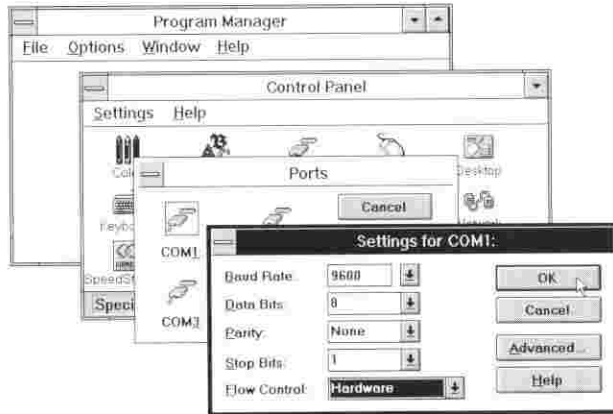 Program Manager
File Options Window Help
Control Panel
Settings Help
Desktop
Ports
Cancel
COM1
COM3
Settings for COM1:
Baud Rate: 9600
OK
Data Bits: 8
Cancel
Parity: None
Advanced...
Stop Bits: 1
Flow Control: Hardware
Help